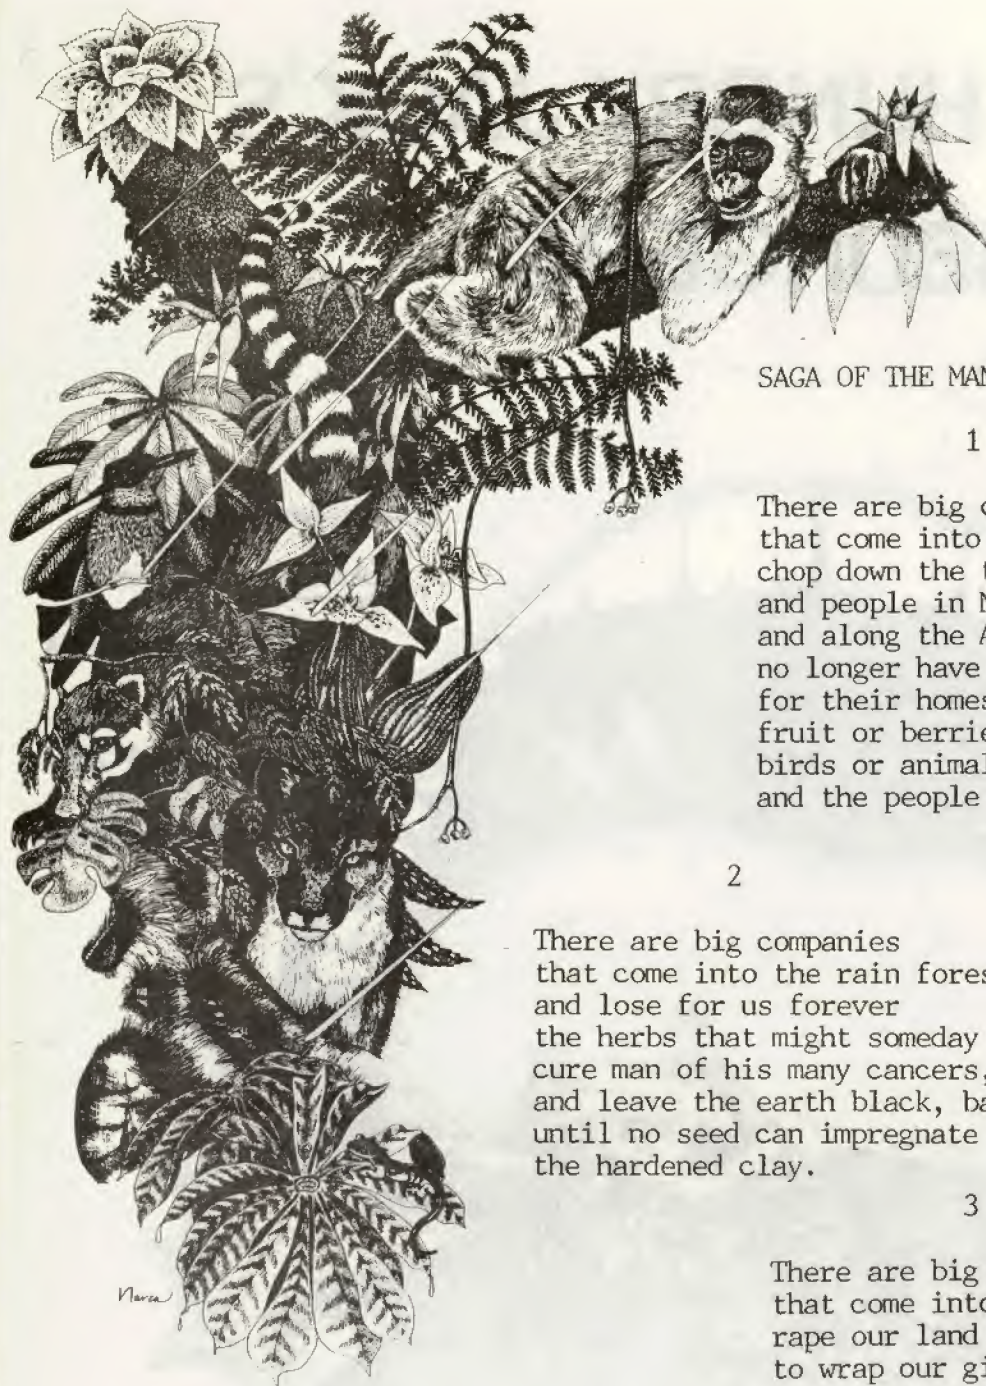 SAGA OF THE MAN
1
There are big
that come into
chop down the
and people in
and along the
no longer have
for their homes
fruit or berrie
birds or animal
and the people
2
There are big companies
that come into the rain fores
and lose for us forever
the herbs that might someday
cure man of his many cancers,
and leave the earth black, ba
until no seed can impregnate
the hardened clay.
3
There are big
that come into
rape our land
to wrap our gi